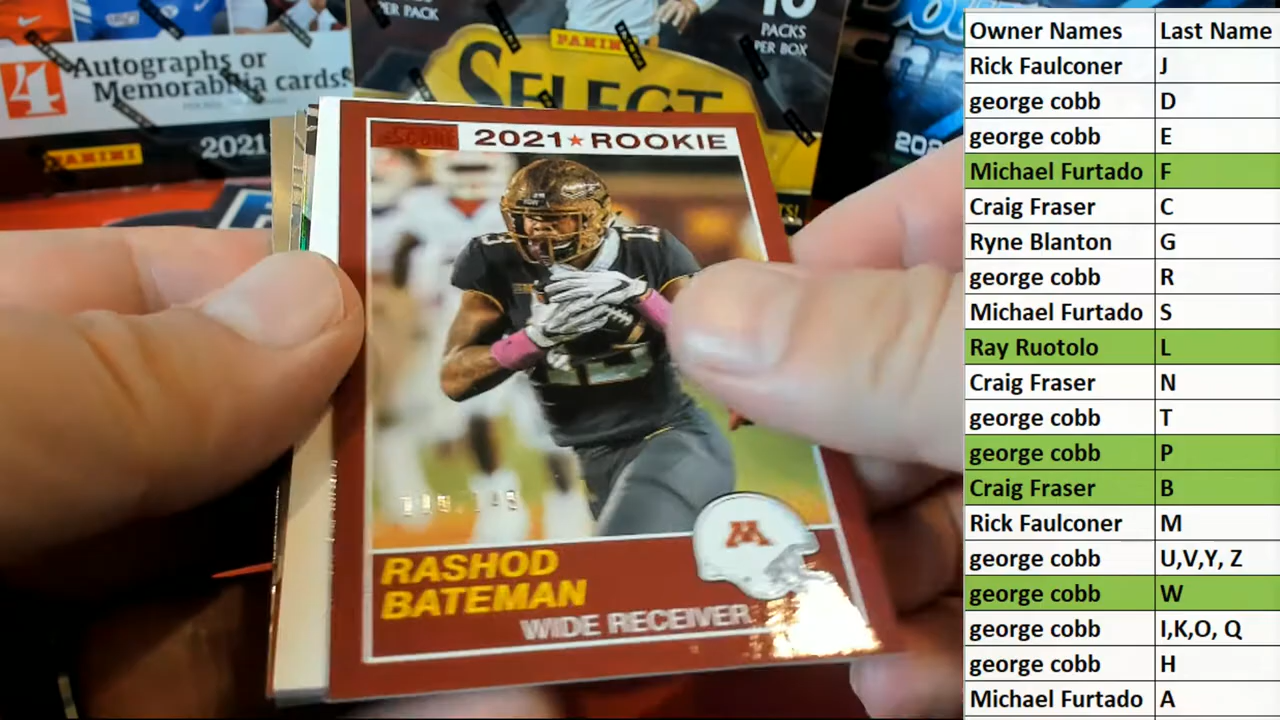 PER PACK
PACKS
PER BOX
Autographs or
Memorabilia cards!
4
PANINI
2021
PANINI
SELECT
202
SCORE
2021★ROOKIE
RASHOD
BATEMAN
WIDE RECEIVER
M
Owner Names Last Name
Rick Faulconer J
george cobb D
george cobb E
Michael Furtado F
Craig Fraser C
Ryne Blanton G
george cobb R
Michael Furtado S
Ray Ruotolo L
Craig Fraser N
george cobb T
george cobb P
Craig Fraser B
Rick Faulconer M
george cobb U,V,Y, Z
george cobb W
george cobb I,K,O, Q
george cobb H
Michael Furtado A